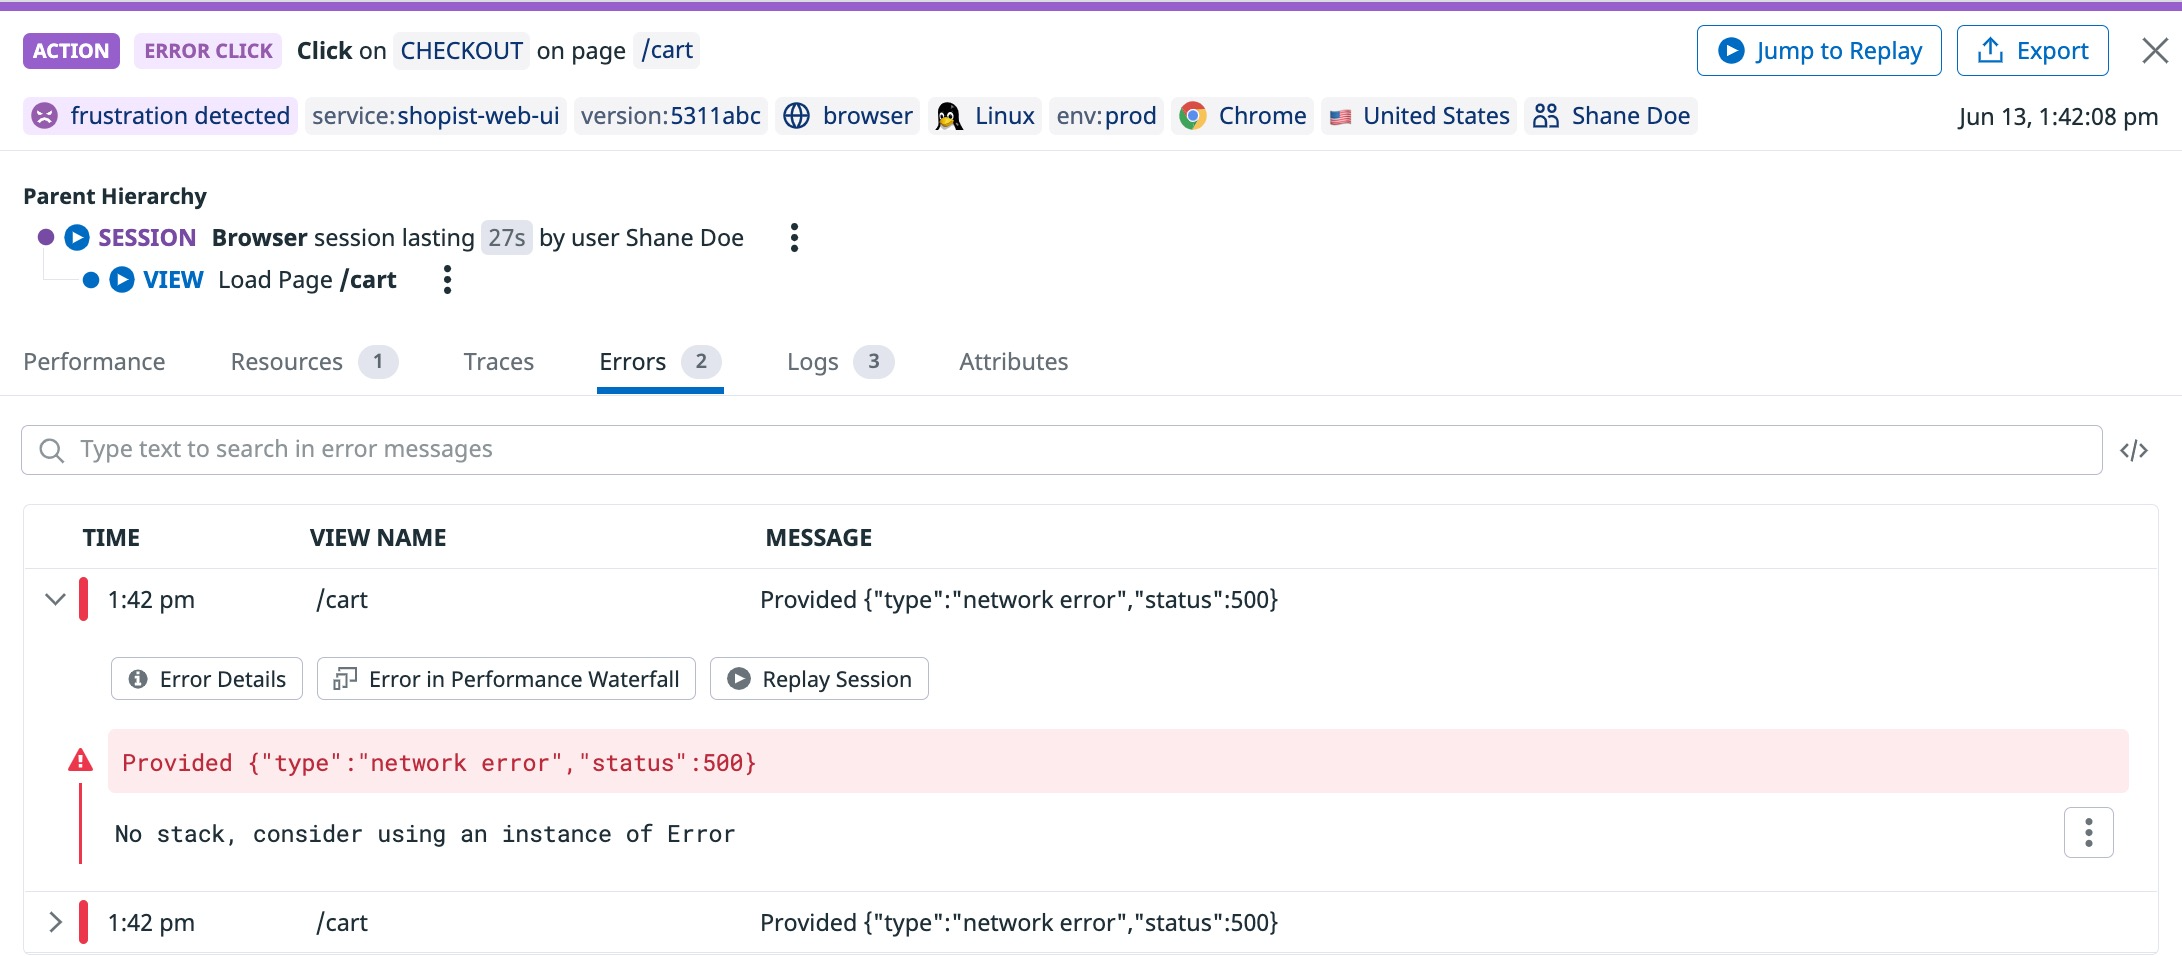 ACTION ERROR CLICK Click on CHECKOUT on page /cart Jump to Replay Export
frustration detected service:shopist-web-ui version:5311abc browser Linux env:prod Chrome United States Shane Doe Jun 13, 1:42:08 pm
Parent Hierarchy
SESSION Browser session lasting 27s by user Shane Doe
VIEW Load Page /cart
Performance Resources 1 Traces Errors 2 Logs 3 Attributes
Type text to search in error messages </>
TIME VIEW NAME MESSAGE
1:42 pm /cart Provided {"type":"network error","status":500}
Error Details Error in Performance Waterfall Replay Session
Provided {"type":"network error","status":500}
No stack, consider using an instance of Error
1:42 pm /cart Provided {"type":"network error","status":500}